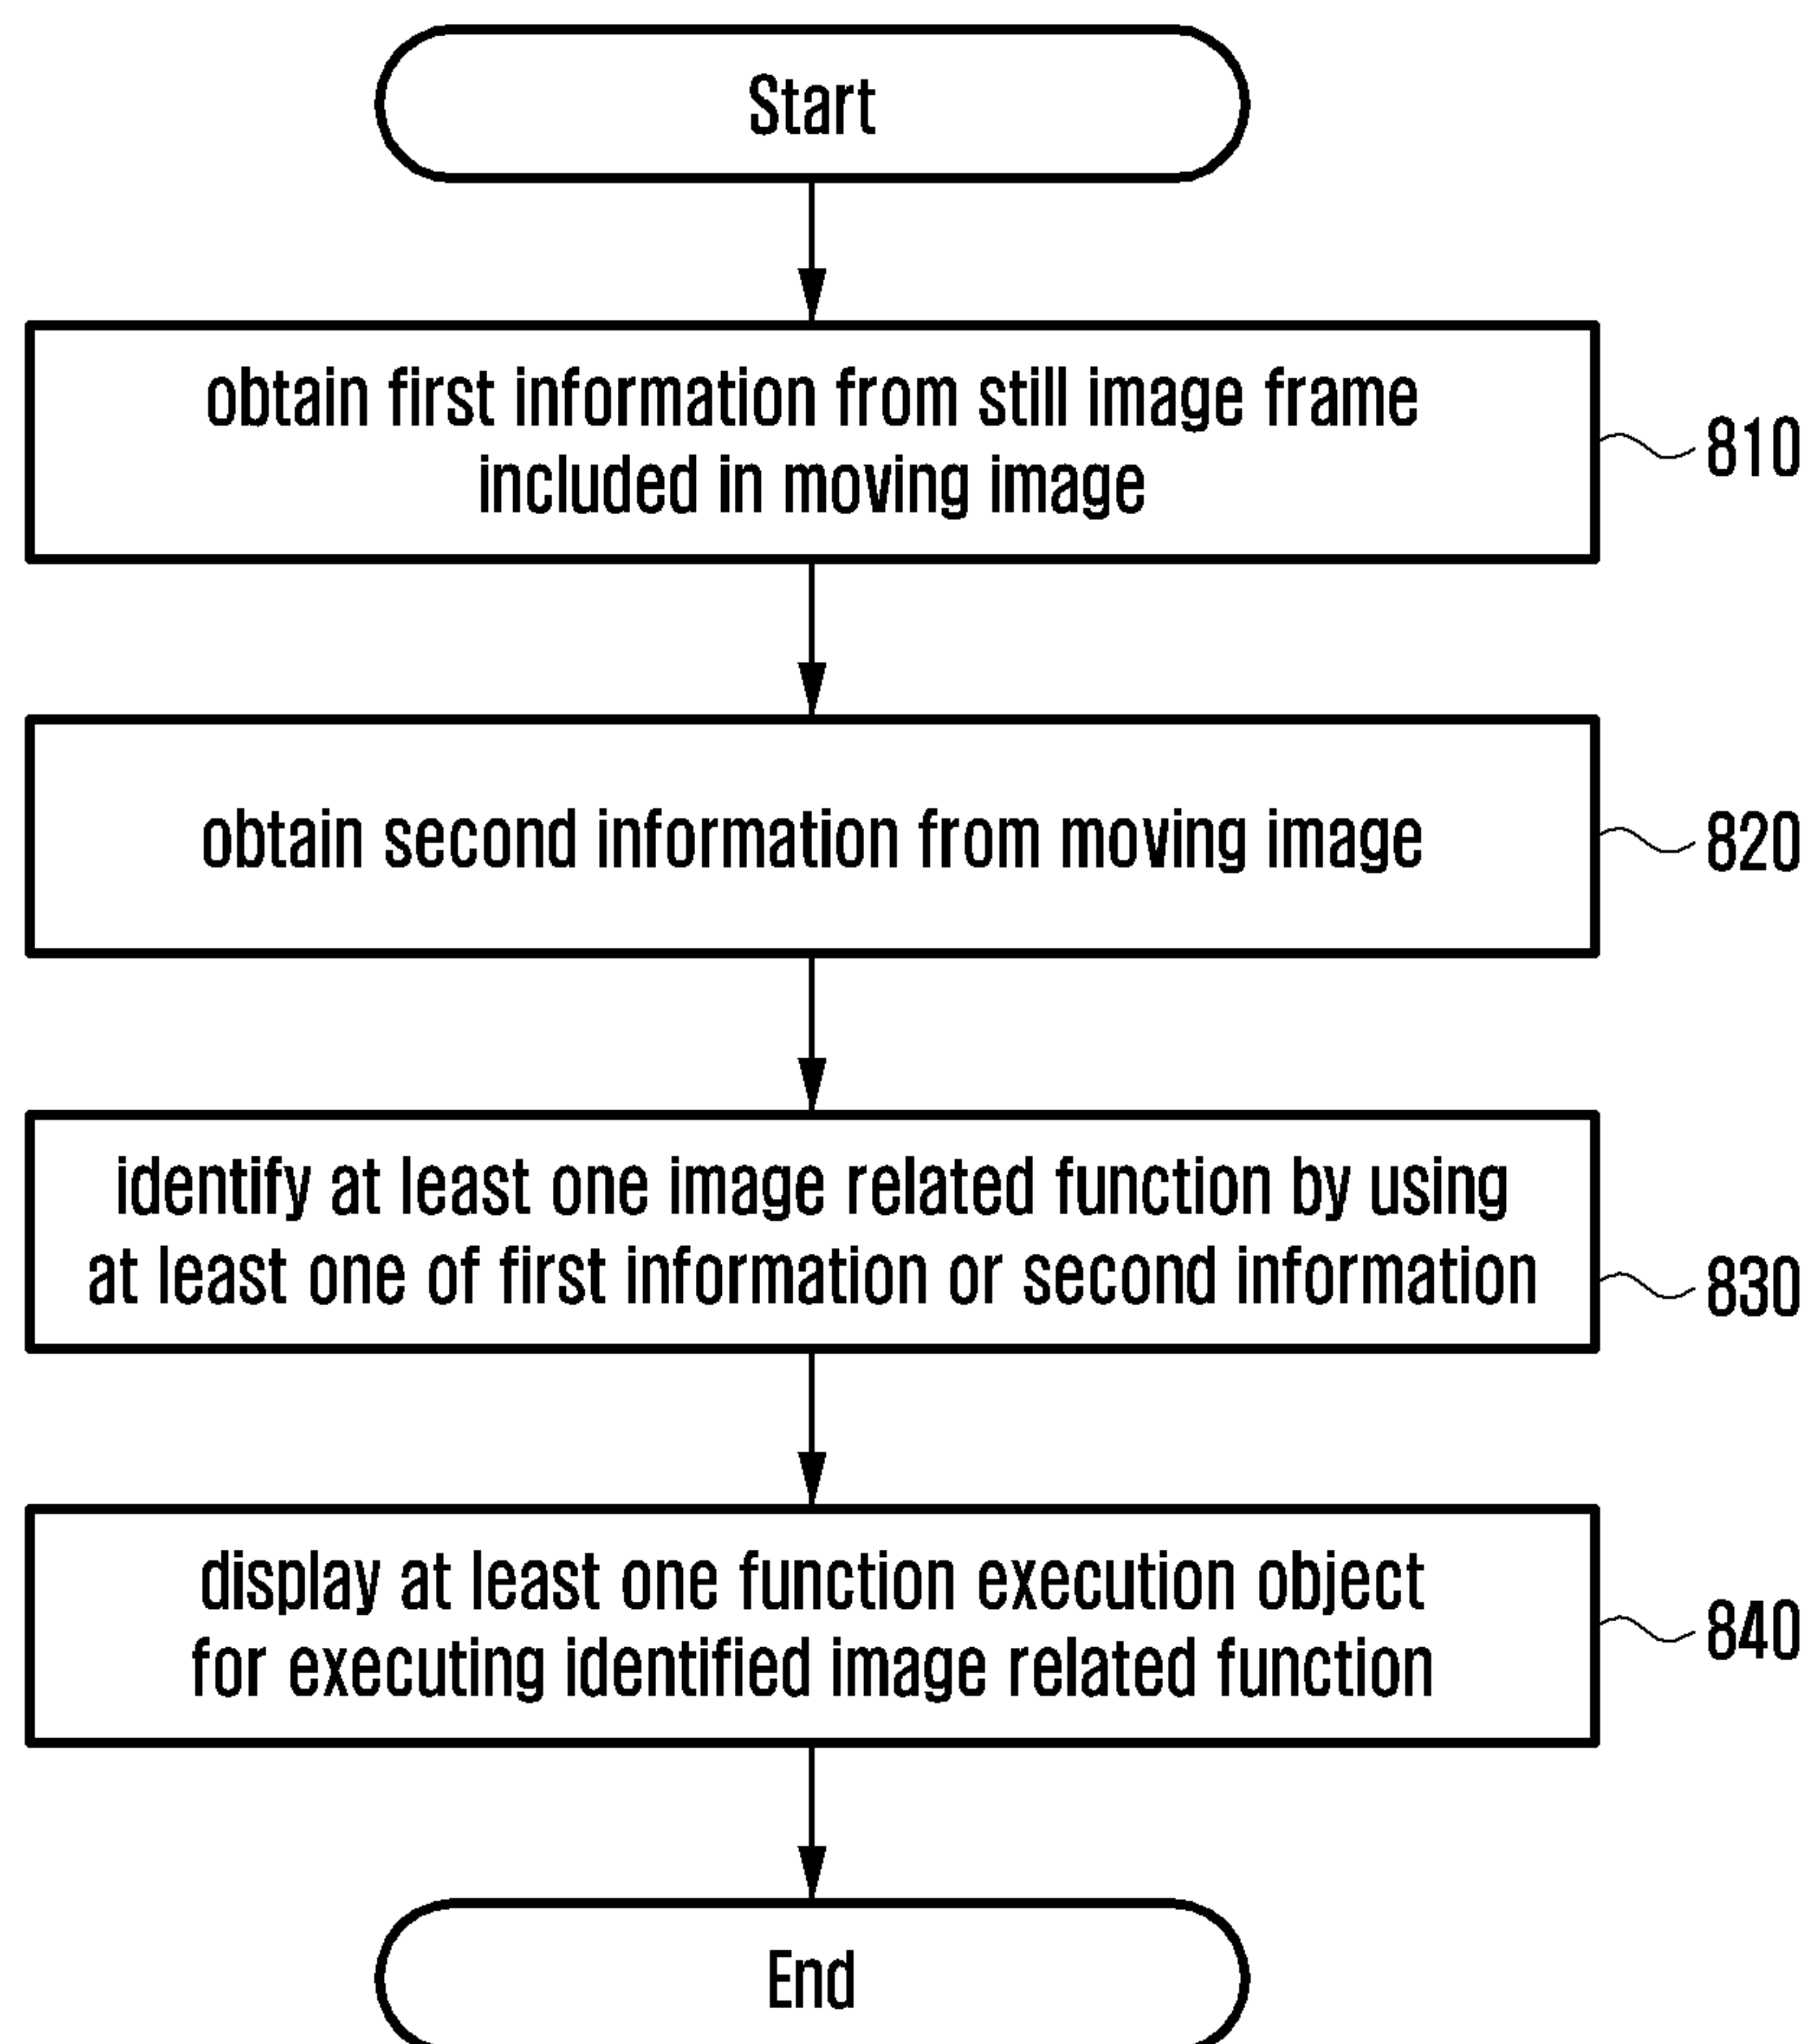 Start
obtain first information from still image frame
included in moving image
810
obtain second information from moving image
820
identify at least one image related function by using
at least one of first information or second information
830
display at least one function execution object
for executing identified image related function
840
End